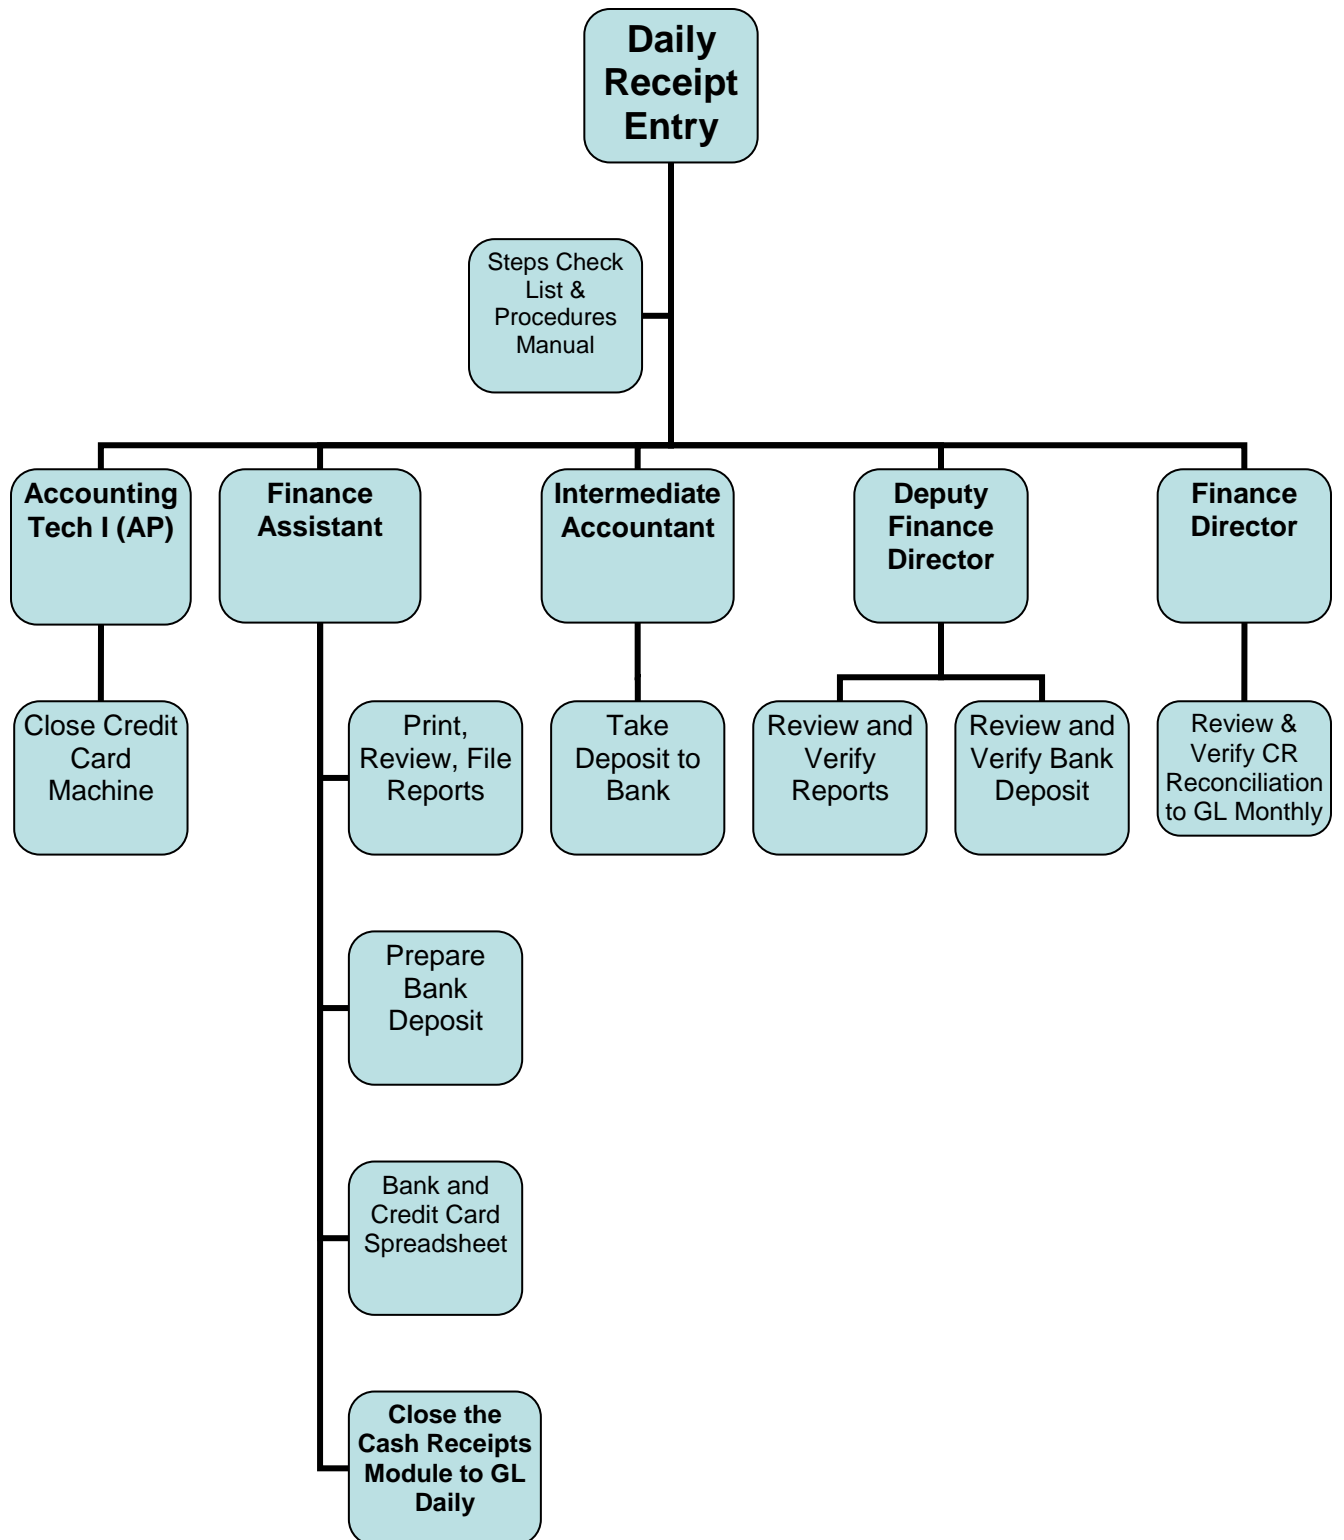 Daily
Receipt
Entry
Steps Check
List &
Procedures
Manual
Accounting
Tech I (AP)
Finance
Assistant
Intermediate
Accountant
Deputy
Finance
Director
Finance
Director
Close Credit
Card
Machine
Print,
Review, File
Reports
Take
Deposit to
Bank
Review and
Verify
Reports
Review and
Verify Bank
Deposit
Review &
Verify CR
Reconciliation
to GL Monthly
Prepare
Bank
Deposit
Bank and
Credit Card
Spreadsheet
Close the
Cash Receipts
Module to GL
Daily